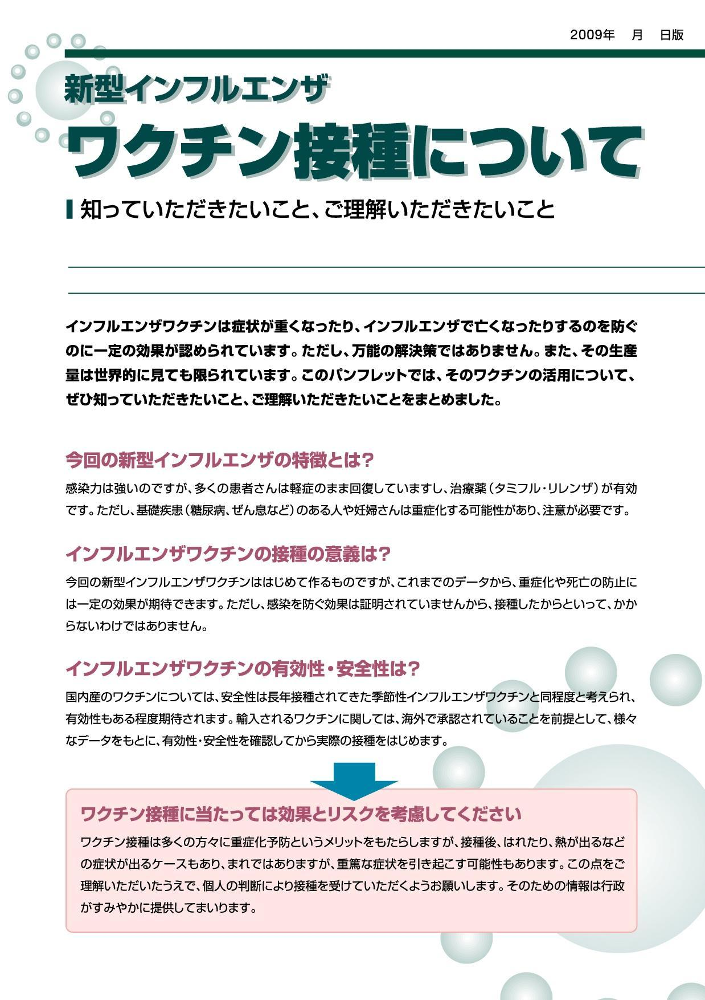 2009年　月　日版
新型インフルエンザ
ワクチン接種について
知っていただきたいこと、ご理解いただきたいこと
インフルエンザワクチンは症状が重くなったり、インフルエンザで亡くなったりするのを防ぐ
のに一定の効果が認められています。ただし、万能の解決策ではありません。また、その生産
量は世界的に見ても限られています。このパンフレットでは、そのワクチンの活用について、
ぜひ知っていただきたいこと、ご理解いただきたいことをまとめました。
今回の新型インフルエンザの特徴とは?
感染力は強いのですが、多くの患者さんは軽症のまま回復していますし、治療薬（タミフル・リレンザ）が有効
です。ただし、基礎疾患（糖尿病、ぜん息など）のある人や妊婦さんは重症化する可能性があり、注意が必要です。
インフルエンザワクチンの接種の意義は?
今回の新型インフルエンザワクチンははじめて作るものですが、これまでのデータから、重症化や死亡の防止に
は一定の効果が期待できます。ただし、感染を防ぐ効果は証明されていませんから、接種したからといって、かか
らないわけではありません。
インフルエンザワクチンの有効性・安全性は?
国内産のワクチンについては、安全性は長年接種されてきた季節性インフルエンザワクチンと同程度と考えられ、
有効性もある程度期待されます。輸入されるワクチンに関しては、海外で承認されていることを前提として、様々
なデータをもとに、有効性・安全性を確認してから実際の接種をはじめます。
ワクチン接種に当たっては効果とリスクを考慮してください
ワクチン接種は多くの方々に重症化予防というメリットをもたらしますが、接種後、はれたり、熱が出るなど
の症状が出るケースもあり、まれではありますが、重篤な症状を引き起こす可能性もあります。この点をご
理解いただいたうえで、個人の判断により接種を受けていただくようお願いします。そのための情報は行政
がすみやかに提供してまいります。